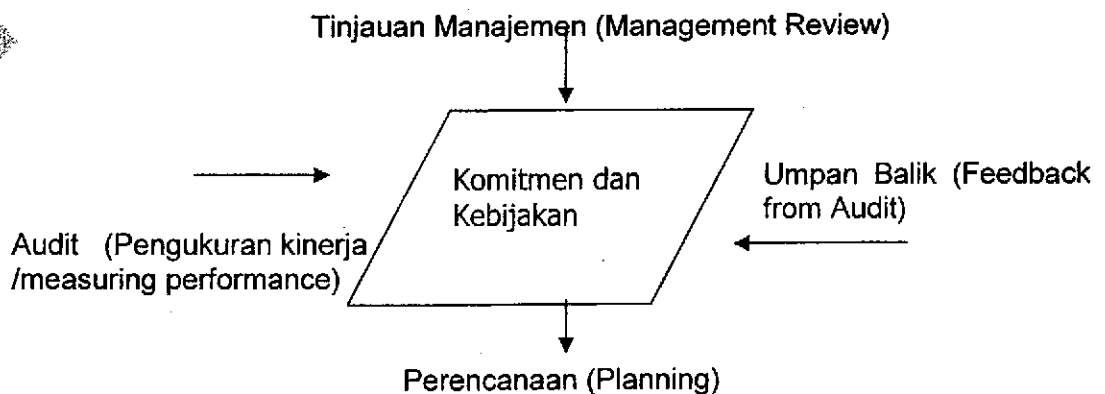 Tinjauan Manajemen (Management Review)
Komitmen dan
Kebijakan
Umpan Balik (Feedback
from Audit)
Audit (Pengukuran kinerja
/measuring performance)
Perencanaan (Planning)